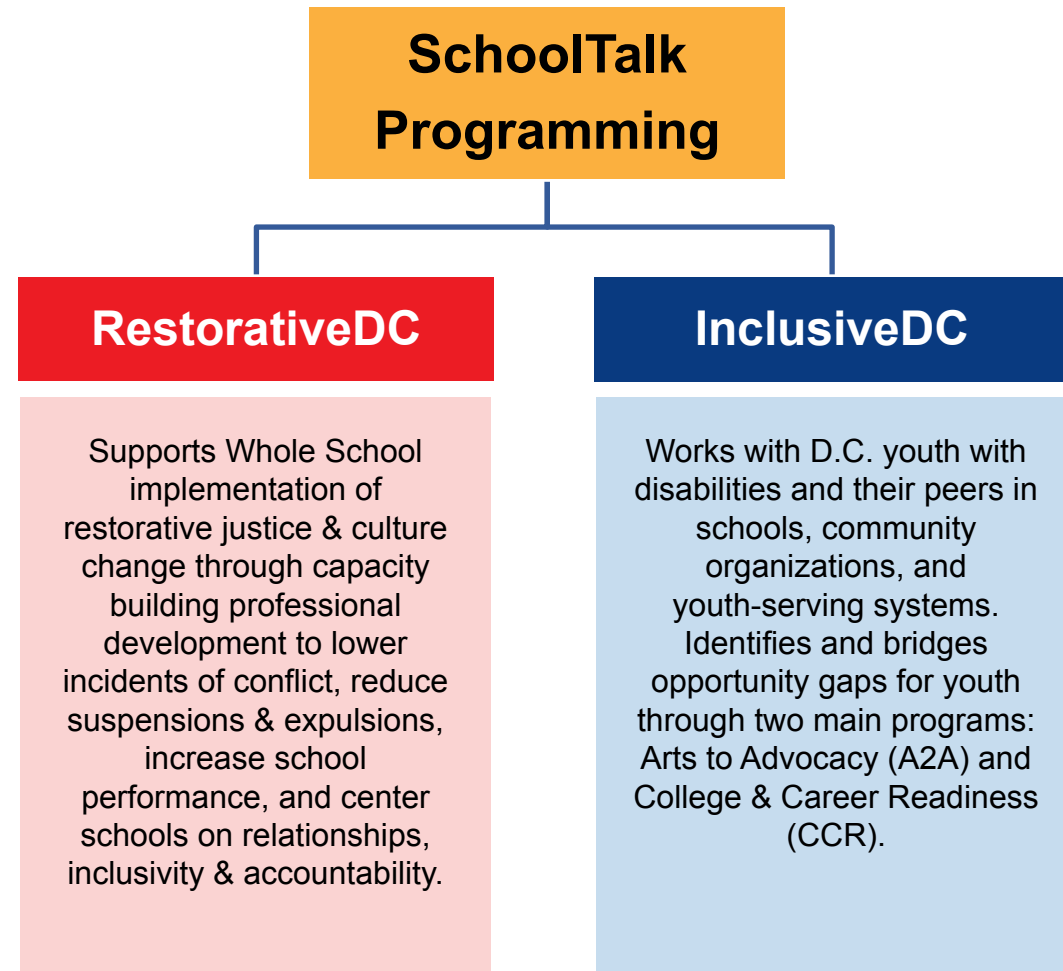 SchoolTalk
Programming
RestorativeDC
Supports Whole School
implementation of
restorative justice & culture
change through capacity
building professional
development to lower
incidents of conflict, reduce
suspensions & expulsions,
increase school
performance, and center
schools on relationships,
inclusivity & accountability.
InclusiveDC
Works with D.C. youth with
disabilities and their peers in
schools, community
organizations, and
youth-serving systems.
Identifies and bridges
opportunity gaps for youth
through two main programs:
Arts to Advocacy (A2A) and
College & Career Readiness
(CCR).